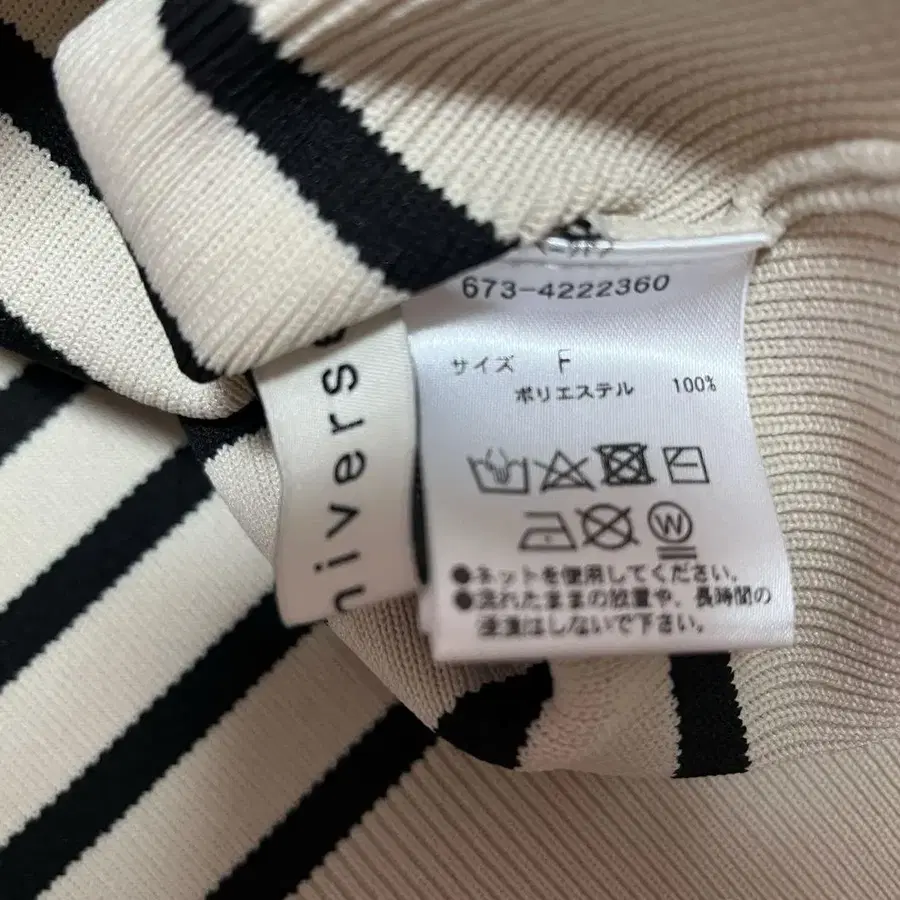 673-4222360
サイズ F
ポリエステル 100%
W
●ネットを使用してください。
●濡れたままの放置や、長時間の
浸漬はしないで下さい。
nivers